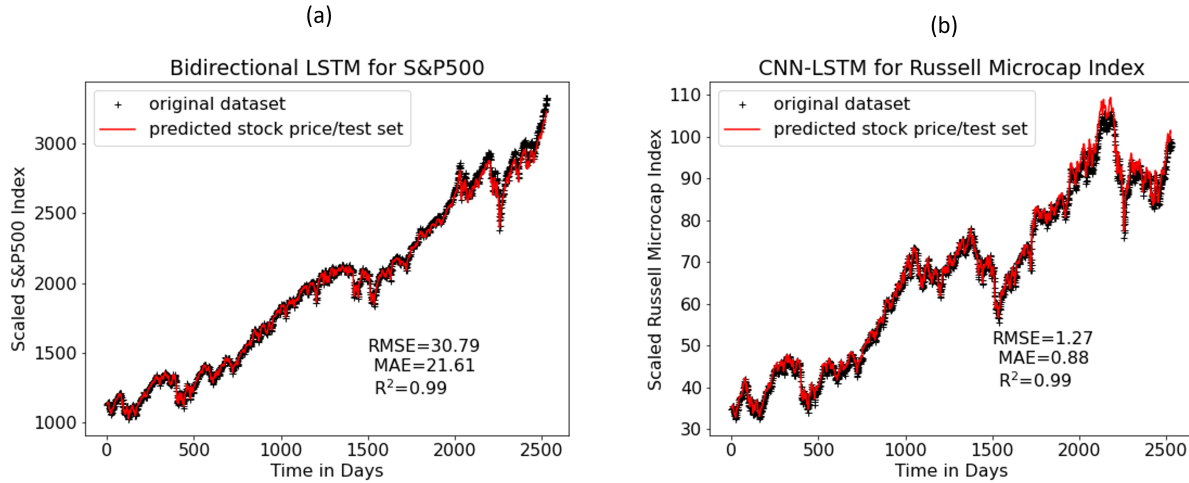 (a)
Bidirectional LSTM for S&P500
original dataset
predicted stock price/test set
Scaled S&P500 Index
3000
2500
2000
1500
1000
RMSE=30.79
MAE=21.61
R²=0.99
0 500 1000 1500 2000 2500
Time in Days
(b)
CNN-LSTM for Russell Microcap Index
original dataset
predicted stock price/test set
Scaled Russell Microcap Index
110
100
90
80
70
60
50
40
30
RMSE=1.27
MAE=0.88
R²=0.99
0 500 1000 1500 2000 2500
Time in Days